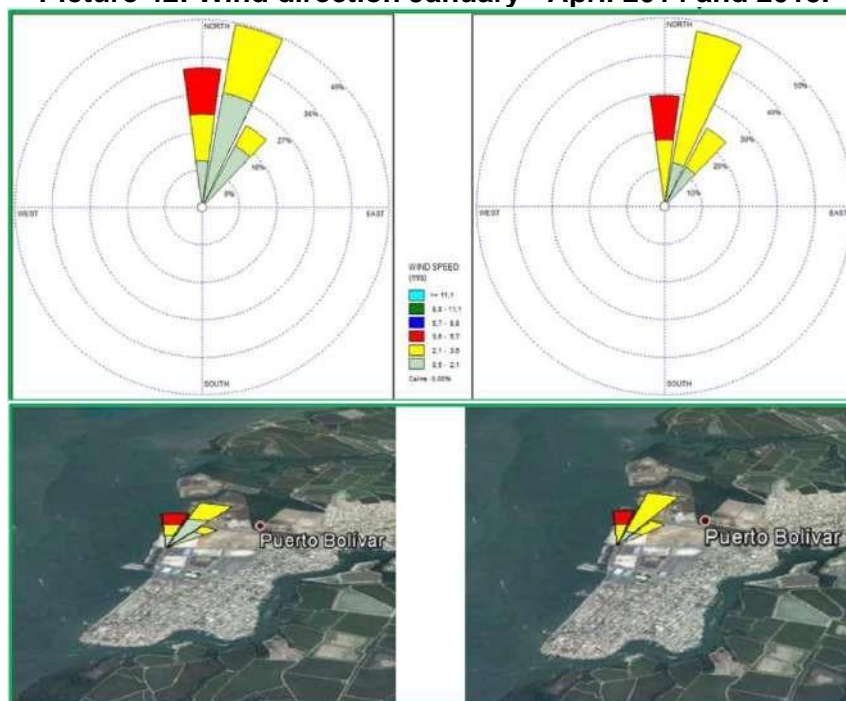 Wind direction January - April 2014 and 2015.
NORTH
45%
36%
27%
18%
9%
WEST
EAST
SOUTH
WIND SPEED
(m/s)
>= 11,1
8,8 - 11,1
5,7 - 8,8
3,6 - 5,7
2,1 - 3,6
0,5 - 2,1
Calms: 0.00%
NORTH
50%
40%
30%
20%
10%
WEST
EAST
SOUTH
Puerto Bolivar
Puerto Bolivar